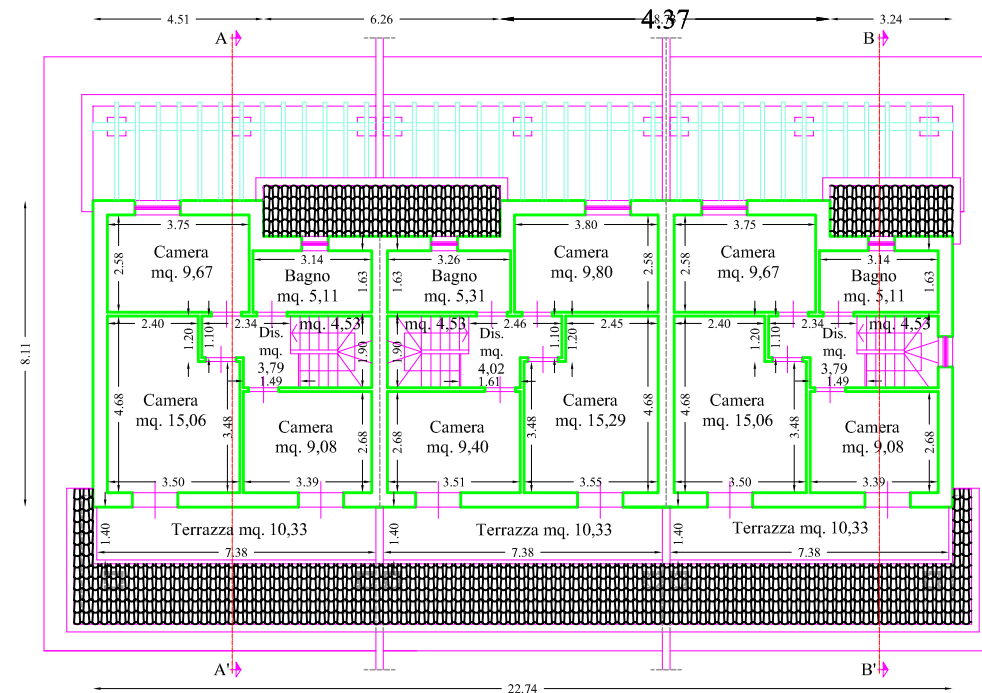 4.51
6.26
4.37
3.24
A
B
3.75
3.80
3.75
Camera
mq. 9,67
2.58
3.14
Bagno
mq. 5,11
1.63
3.26
Bagno
mq. 5,31
1.63
Camera
mq. 9,80
2.58
2.58
Camera
mq. 9,67
3.14
Bagno
mq. 5,11
1.63
2.40
1.20
1.10
2.34
mq. 4,53
Dis.
mq.
3,79
1.49
1.90
1.90
mq. 4,53
2.46
Dis.
mq.
4,02
1.61
1.10
1.20
2.45
2.40
1.20
1.10
2.34
mq. 4,53
Dis.
mq.
3,79
1.49
8.11
4.68
Camera
mq. 15,06
3.48
Camera
mq. 9,08
2.68
2.68
Camera
mq. 9,40
3.48
Camera
mq. 15,29
4.68
4.68
Camera
mq. 15,06
3.48
Camera
mq. 9,08
2.68
3.50
3.39
3.51
3.55
3.50
3.39
1.40
Terrazza mq. 10,33
7.38
1.40
Terrazza mq. 10,33
7.38
1.40
Terrazza mq. 10,33
7.38
A'
B'
22.74